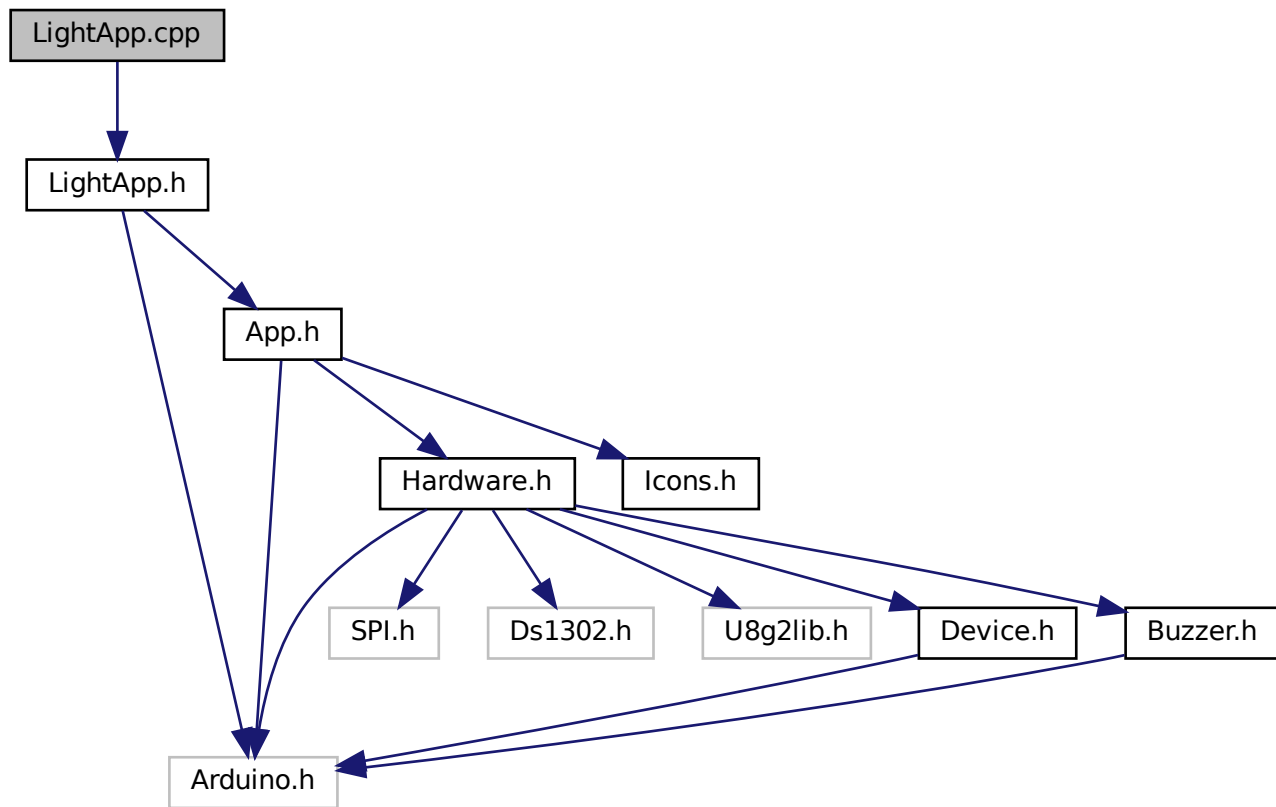 LightApp.cpp
LightApp.h
App.h
Hardware.h
Icons.h
SPI.h
Ds1302.h
U8g2lib.h
Device.h
Buzzer.h
Arduino.h